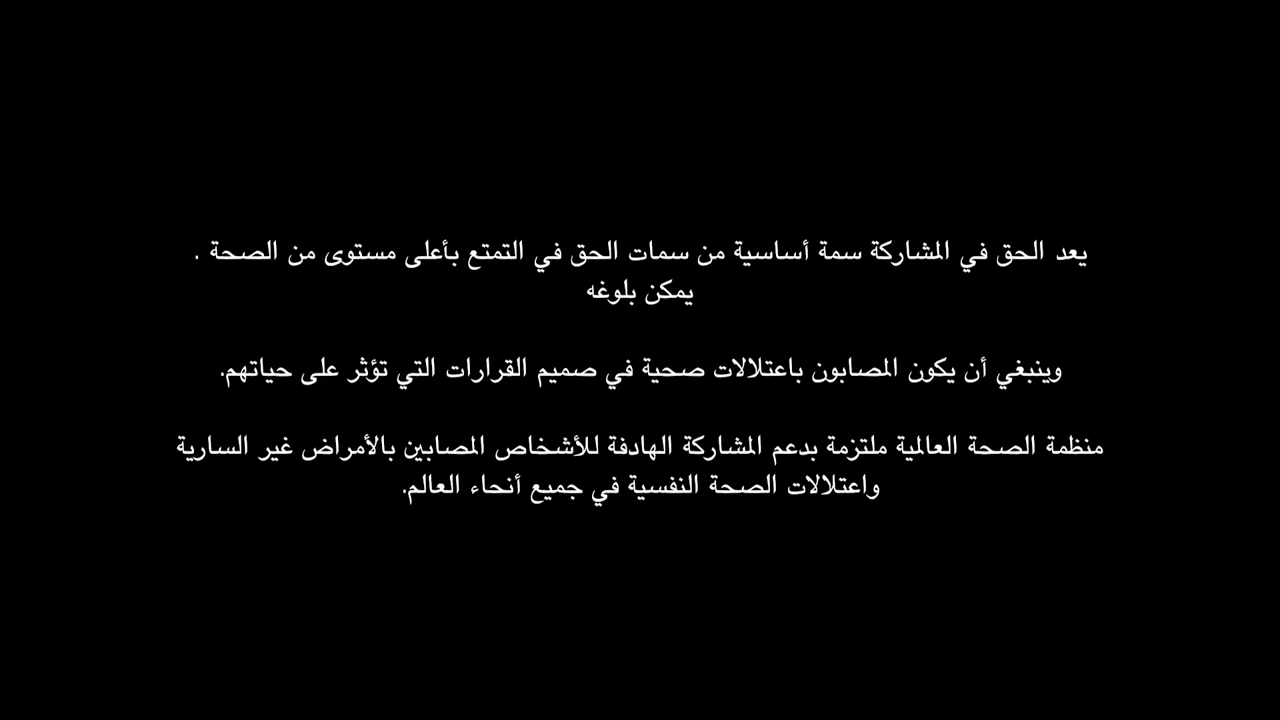 يعد الحق في المشاركة سمة أساسية من سمات الحق في التمتع بأعلى مستوى من الصحة .
يمكن بلوغه
وينبغي أن يكون المصابون باعتلالات صحية في صميم القرارات التي تؤثر على حياتهم.
منظمة الصحة العالمية ملتزمة بدعم المشاركة الهادفة للأشخاص المصابين بالأمراض غير السارية
واعتلالات الصحة النفسية في جميع أنحاء العالم.